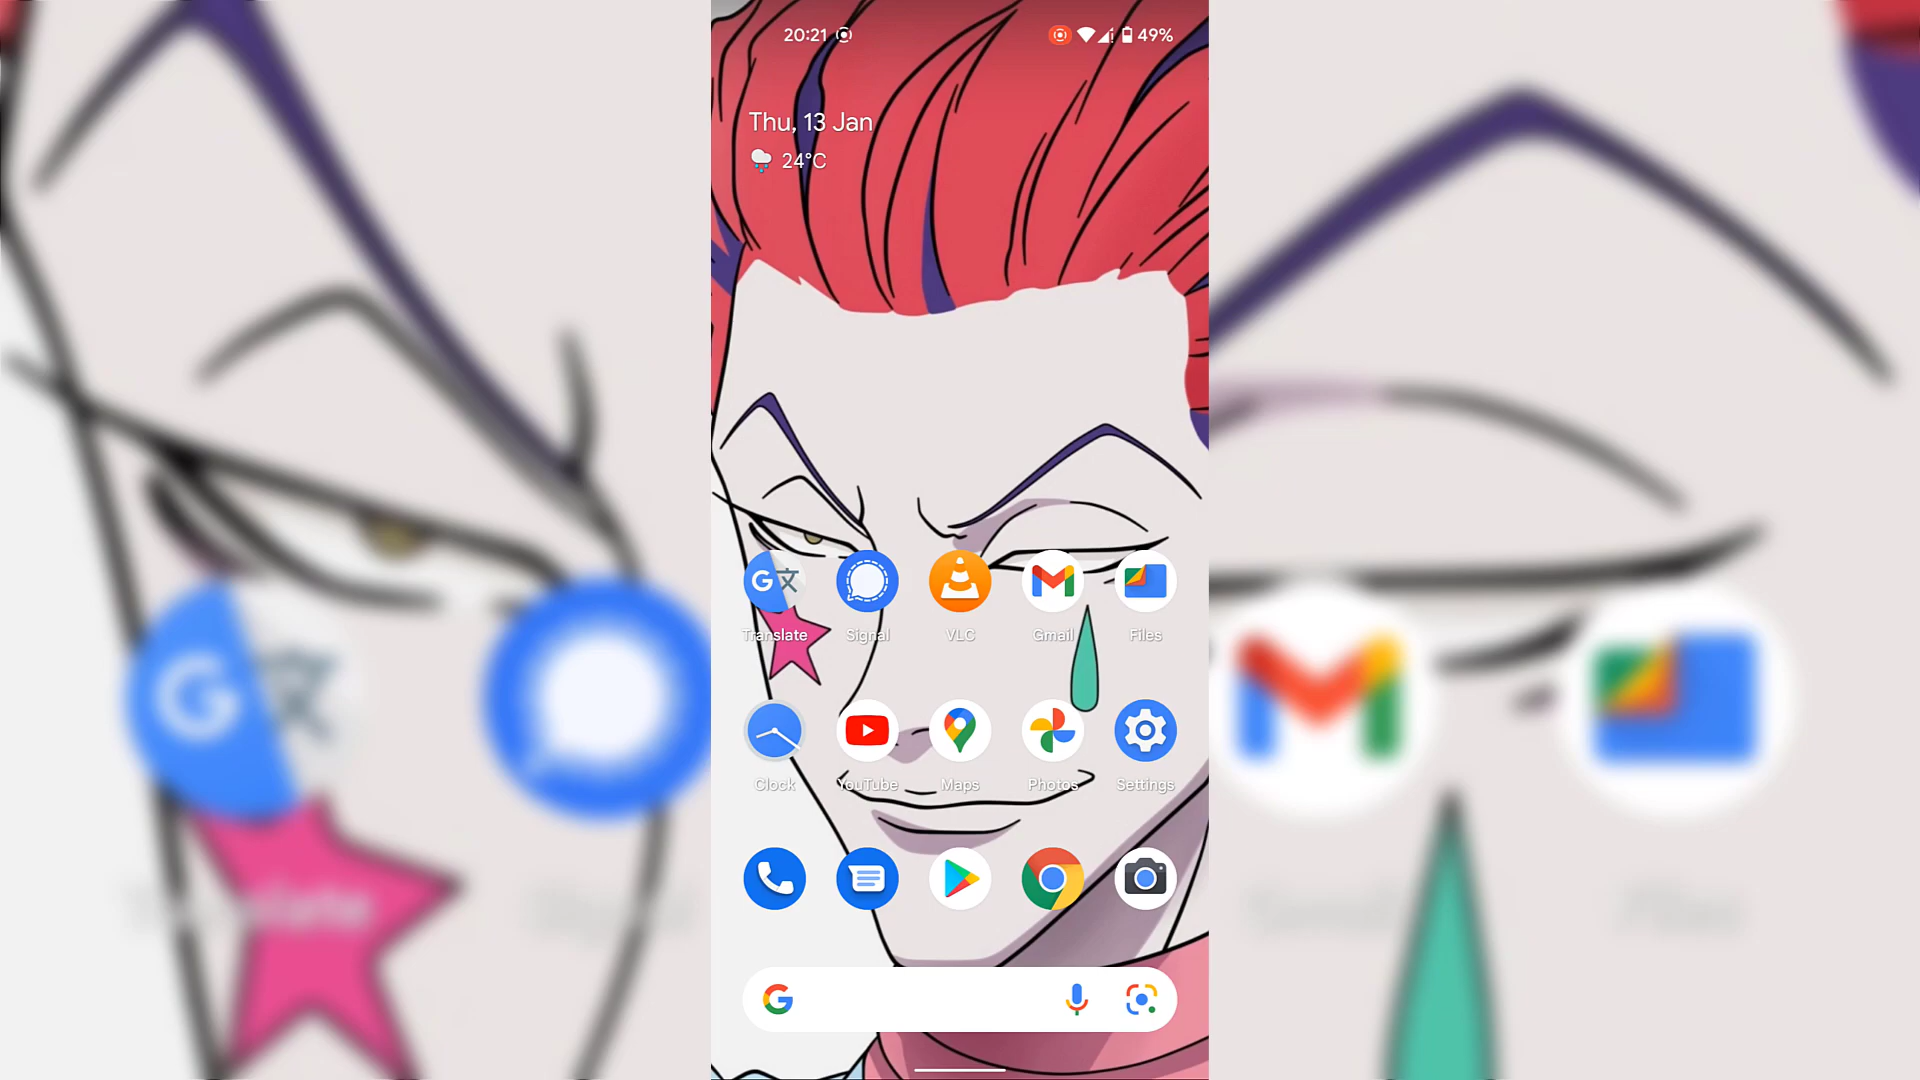 20:21 49%
Thu, 13 Jan
24°C
Translate Signal VLC Gmail Files
Clock YouTube Maps Photos Settings